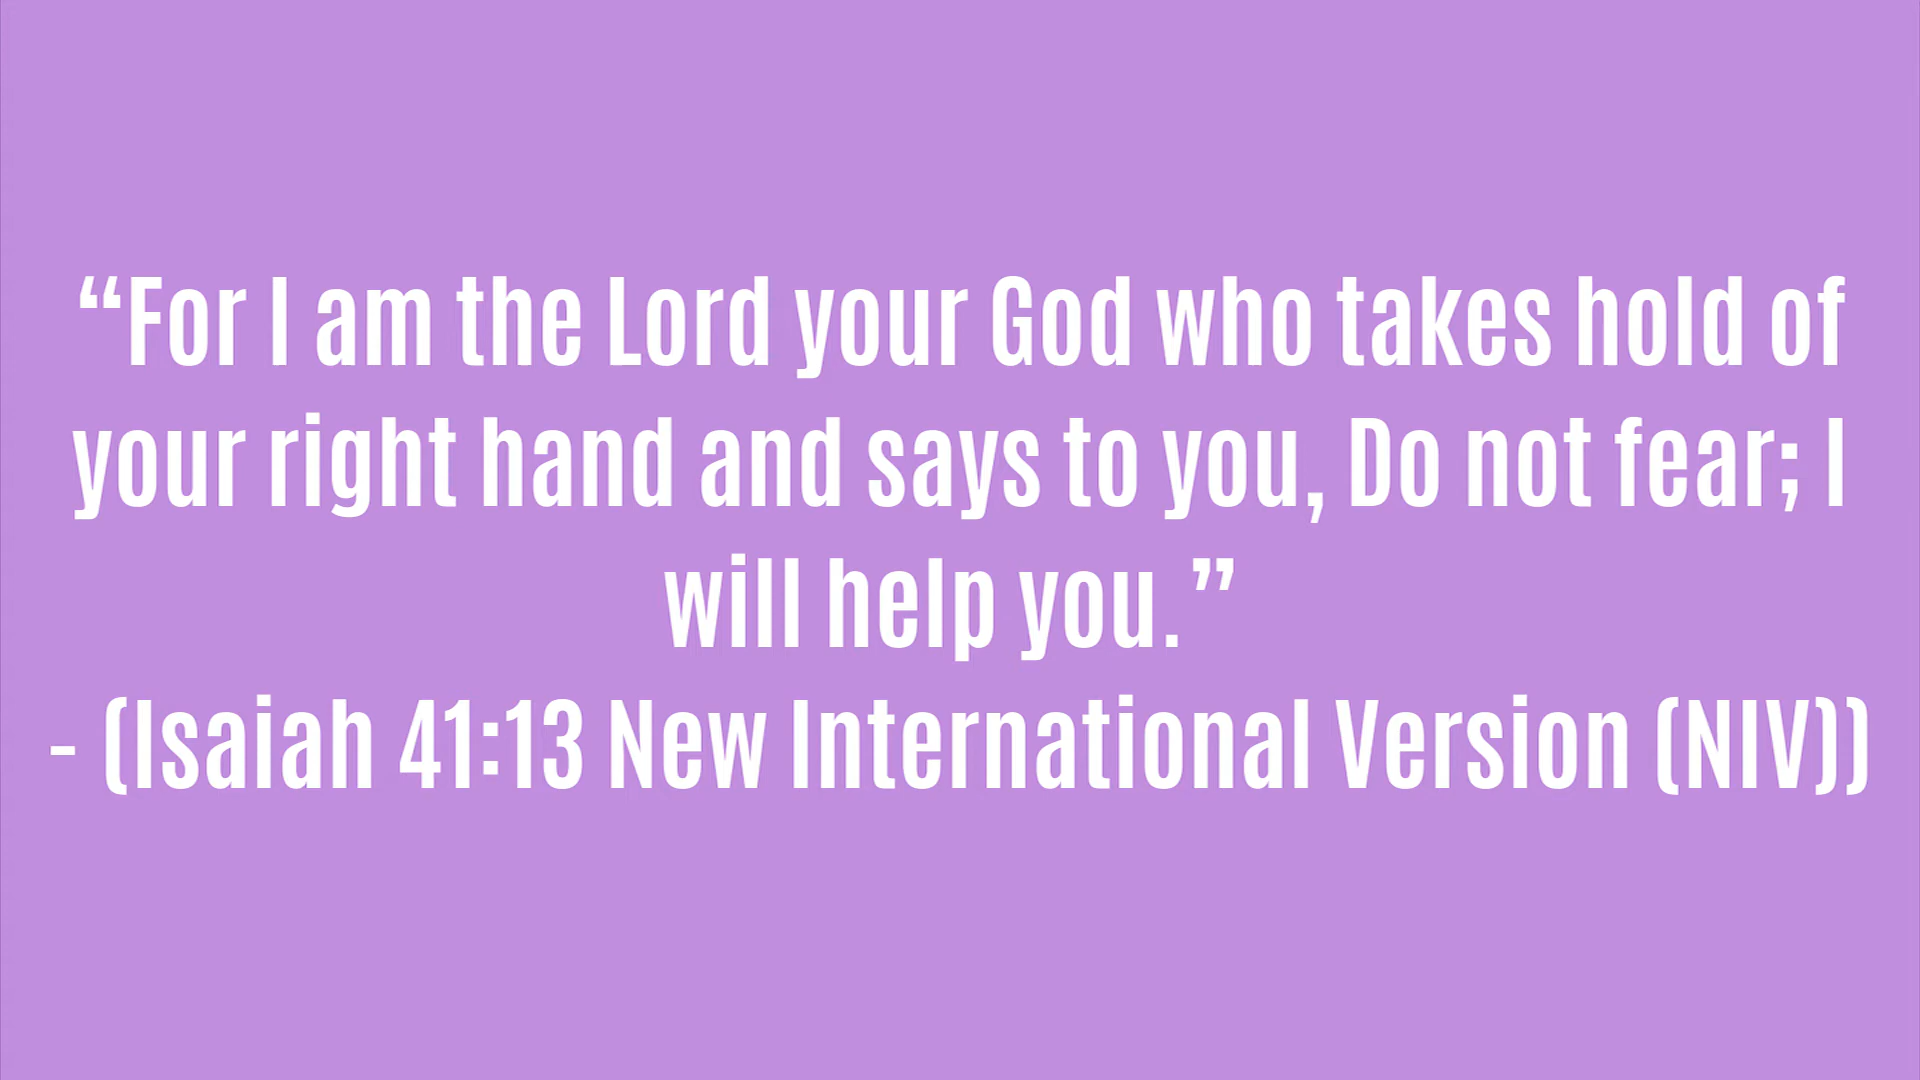 “For I am the Lord your God who takes hold of
your right hand and says to you, Do not fear; I
will help you.”
- (Isaiah 41:13 New International Version (NIV))